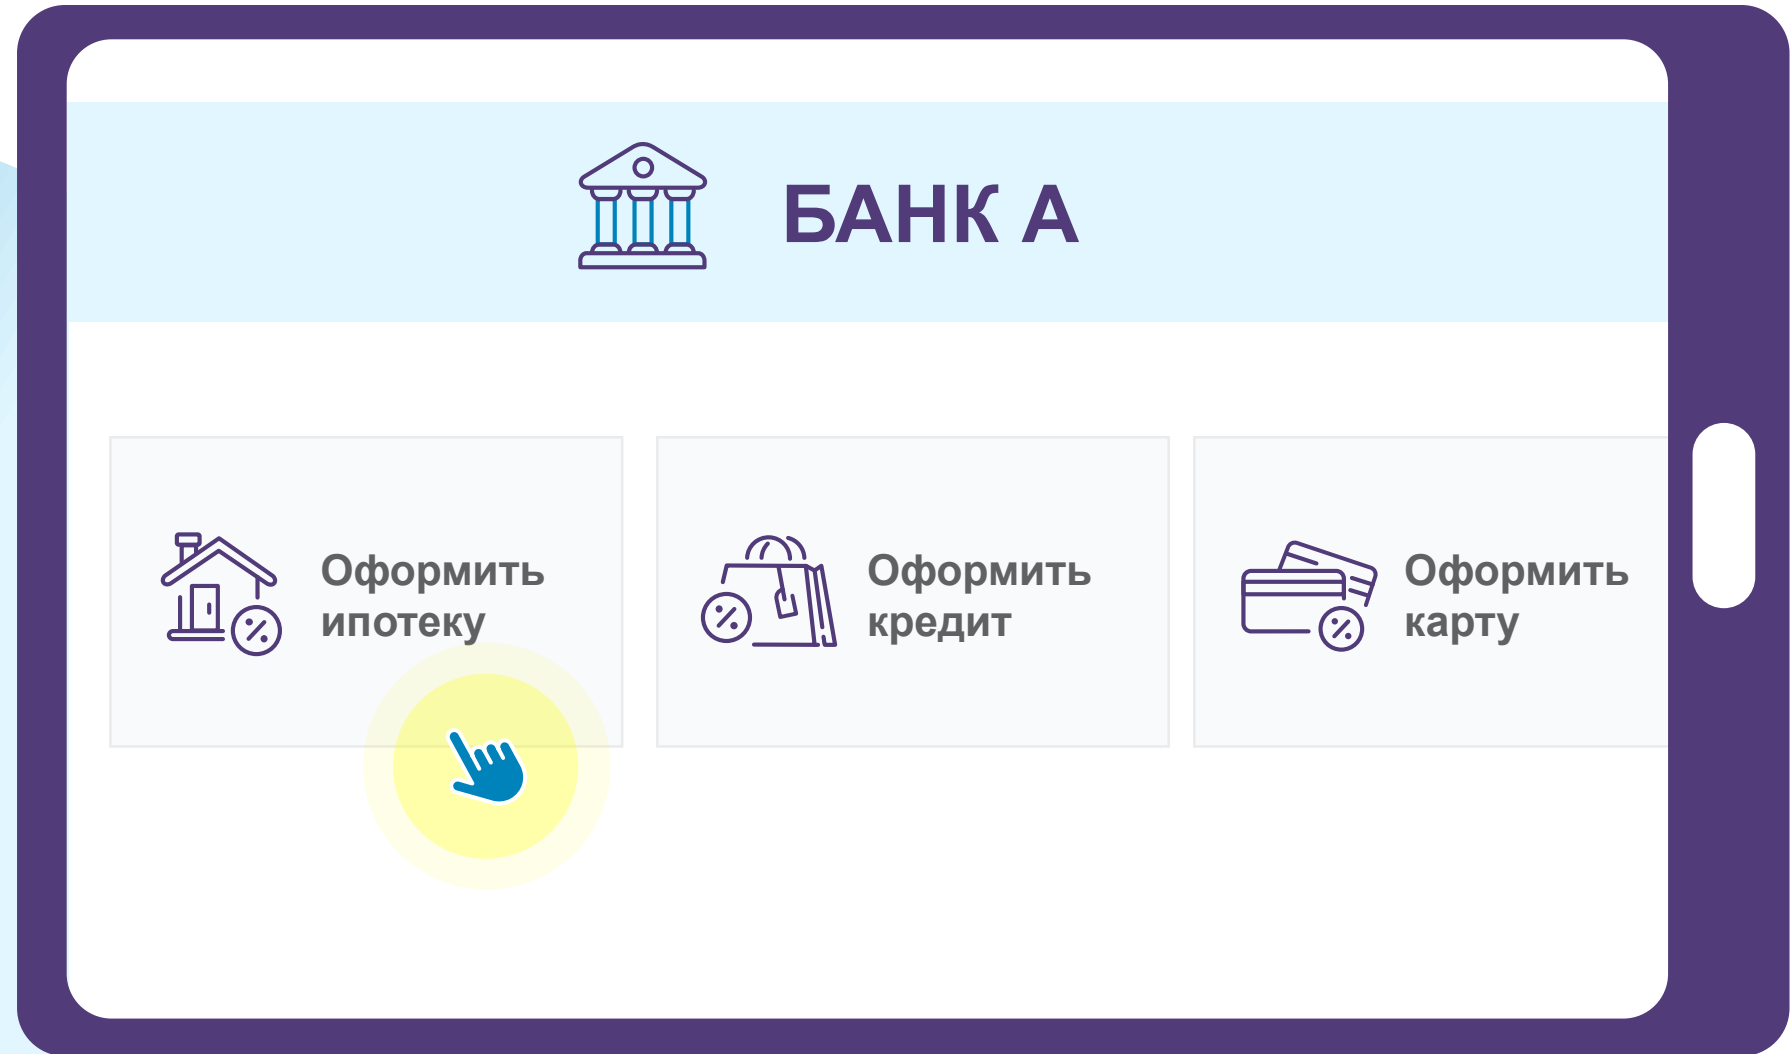 БАНК А
Оформить
ипотеку
Оформить
кредит
Оформить
карту